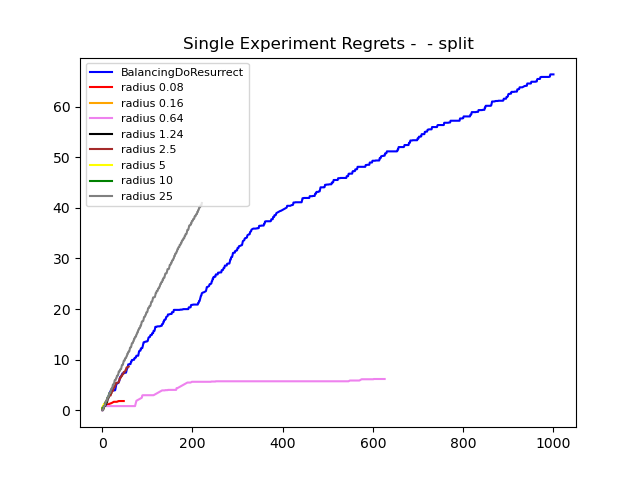 Single Experiment Regrets -  - split
BalancingDoResurrect
radius 0.08
radius 0.16
radius 0.64
radius 1.24
radius 2.5
radius 5
radius 10
radius 25
60
50
40
30
20
10
0
0 200 400 600 800 1000